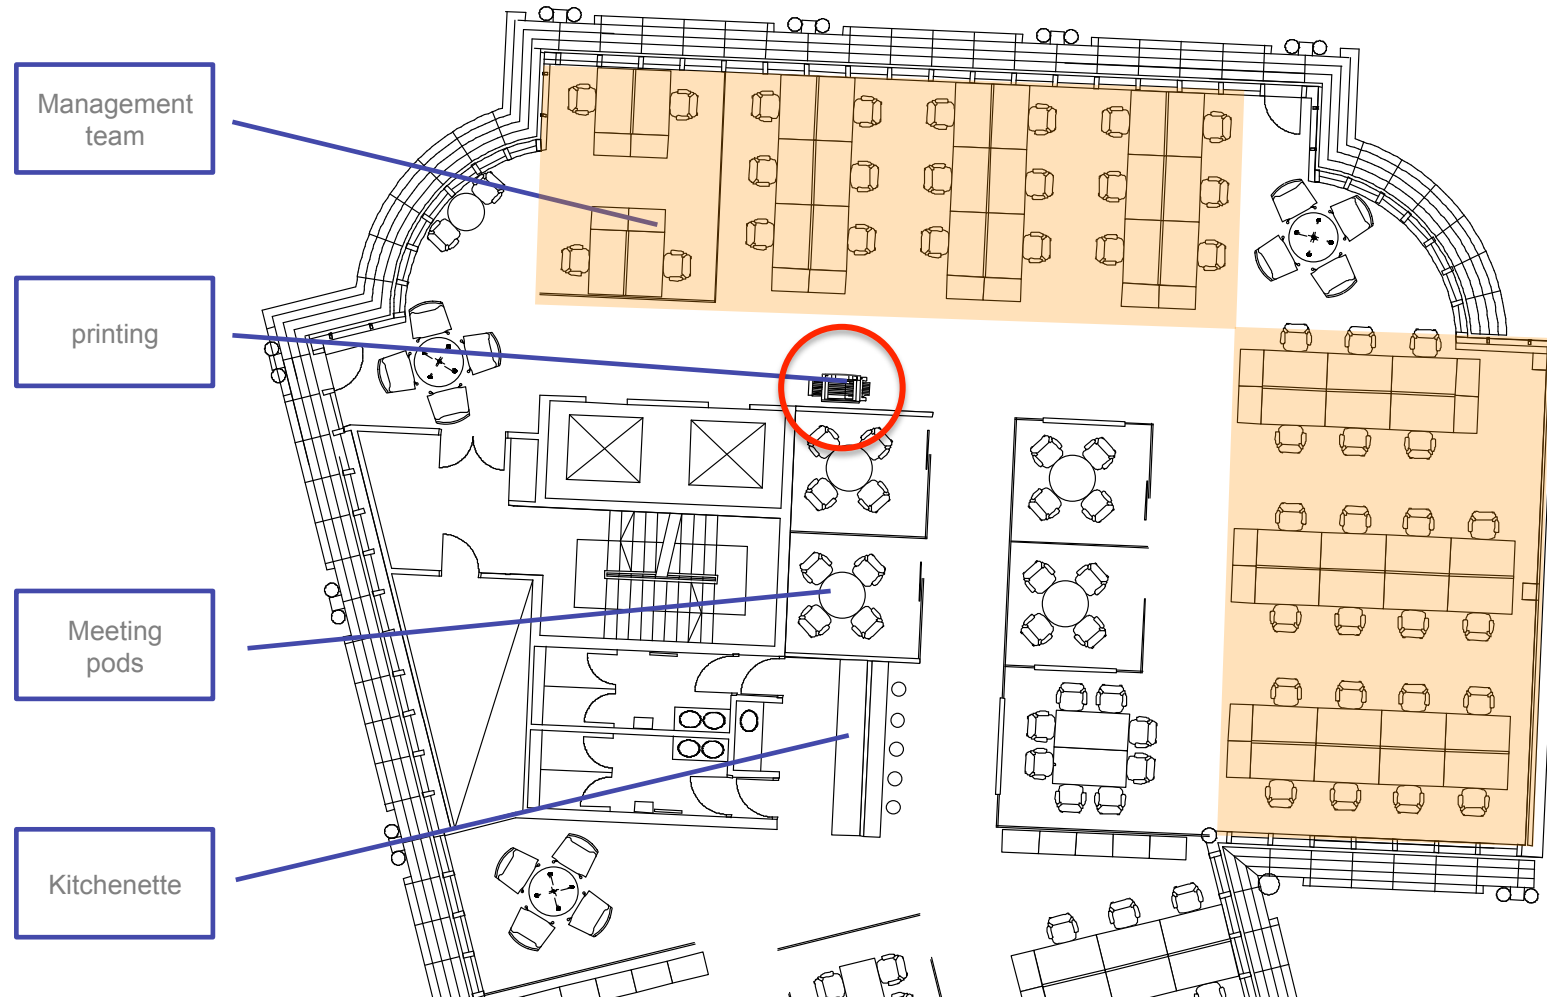 Management
team
printing
Meeting
pods
Kitchenette